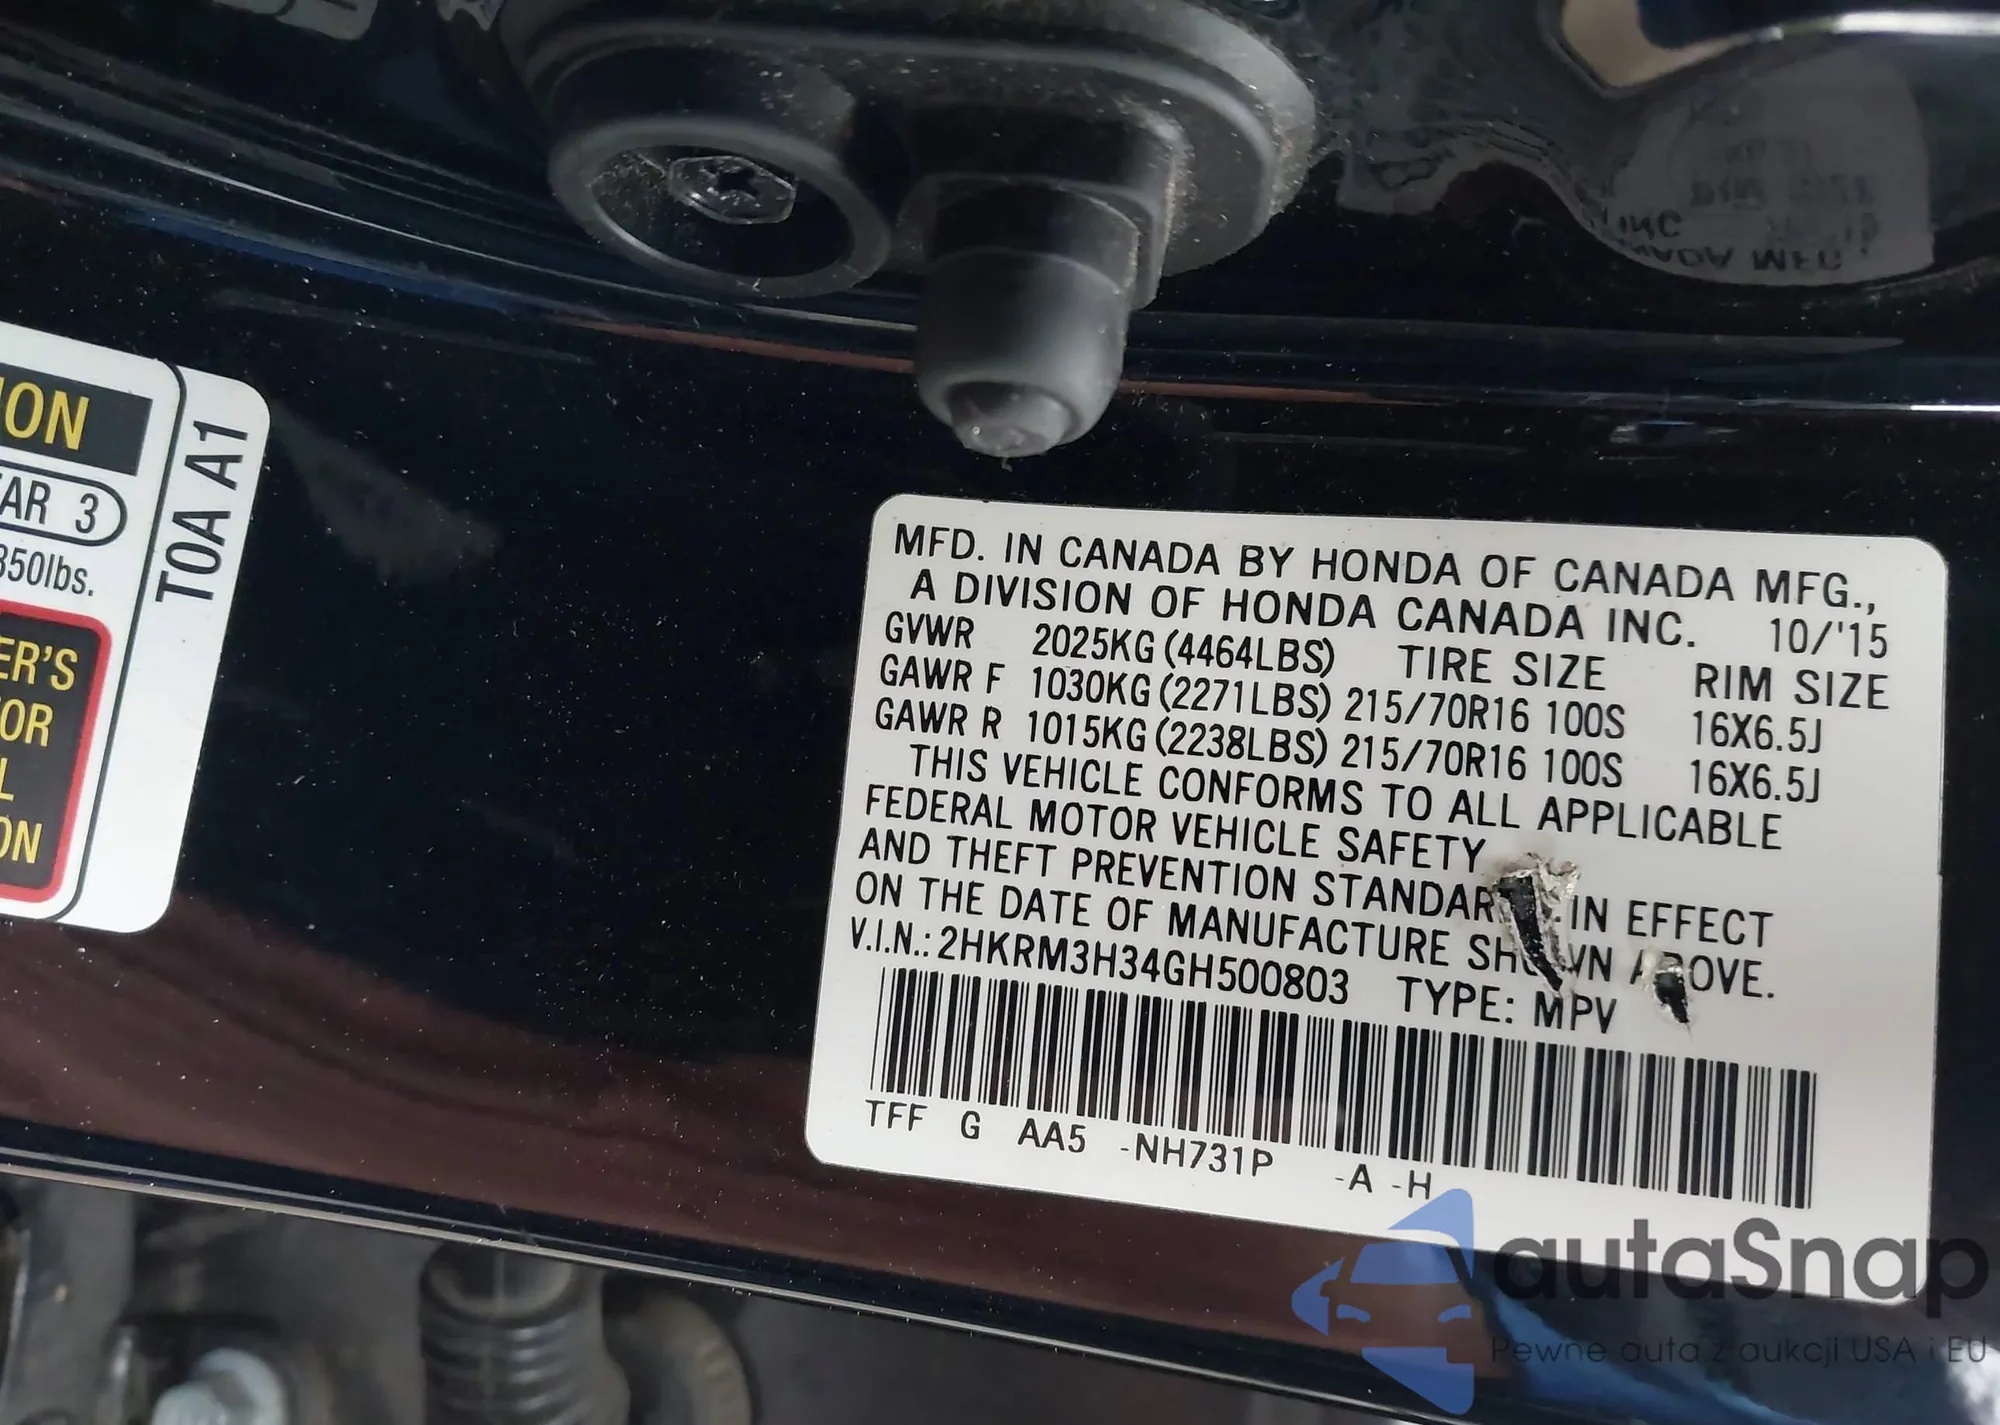 ION
AR 3
350lbs.
ER'S
OR
L
ÓN
T0A A1
MFD. IN CANADA BY HONDA OF CANADA MFG.,
A DIVISION OF HONDA CANADA INC. 10/'15
GVWR 2025KG (4464LBS) TIRE SIZE RIM SIZE
GAWR F 1030KG (2271LBS) 215/70R16 100S 16X6.5J
GAWR R 1015KG (2238LBS) 215/70R16 100S 16X6.5J
THIS VEHICLE CONFORMS TO ALL APPLICABLE
FEDERAL MOTOR VEHICLE SAFETY
AND THEFT PREVENTION STANDAR IN EFFECT
ON THE DATE OF MANUFACTURE SHOWN ABOVE.
V.I.N.: 2HKRM3H34GH500803 TYPE: MPV
TFF G AA5 -NH731P -A -H
autaSnap
Pewne auta z aukcji USA i EU